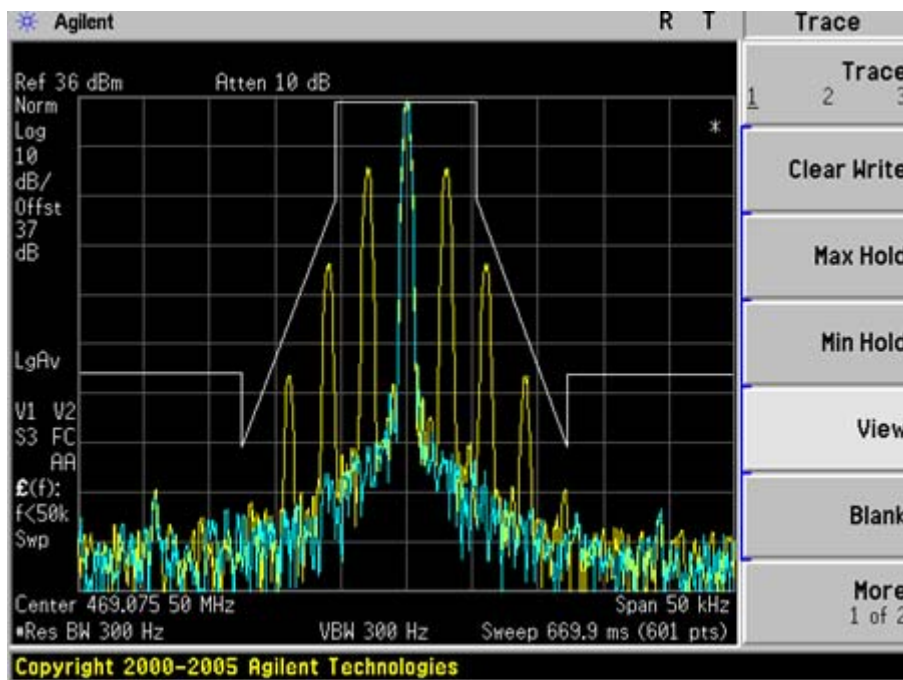 Agilent R T Trace
Ref 36 dBm Atten 10 dB
Norm
Log
10
dB/
Offst
37
dB
LgAv
V1 V2
S3 FC
AA
£(f):
f<50k
Swp
*
Center 469.075 50 MHz Span 50 kHz
*Res BW 300 Hz VBW 300 Hz Sweep 669.9 ms (601 pts)
Copyright 2000-2005 Agilent Technologies
Trace
1 2 3
Clear Write
Max Hold
Min Hold
View
Blank
More
1 of 2